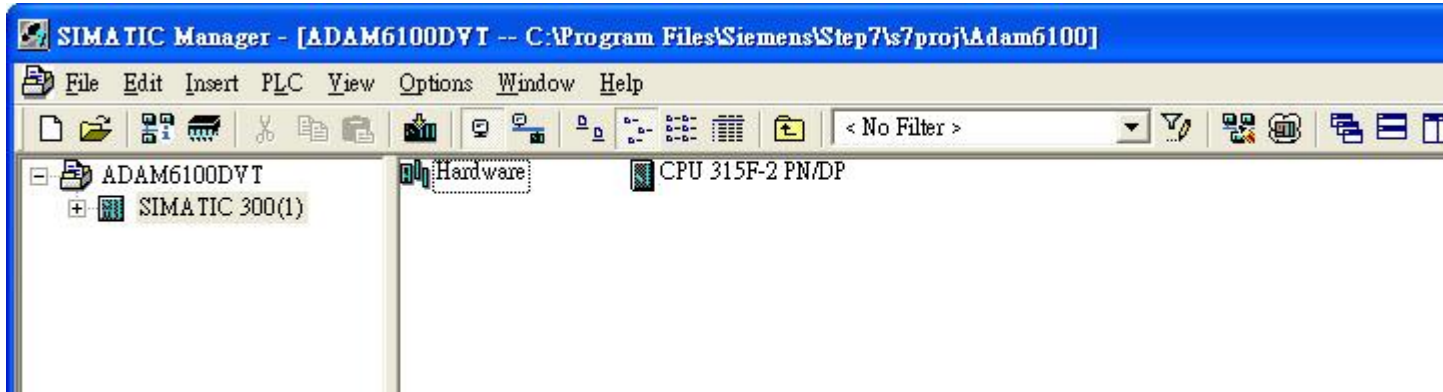 SIMATIC Manager - [ADAM6100DVT -- C:\Program Files\Siemens\Step7\s7proj\Adam6100]
File Edit Insert PLC View Options Window Help
< No Filter >
ADAM6100DVT
SIMATIC 300(1)
Hardware
CPU 315F-2 PN/DP